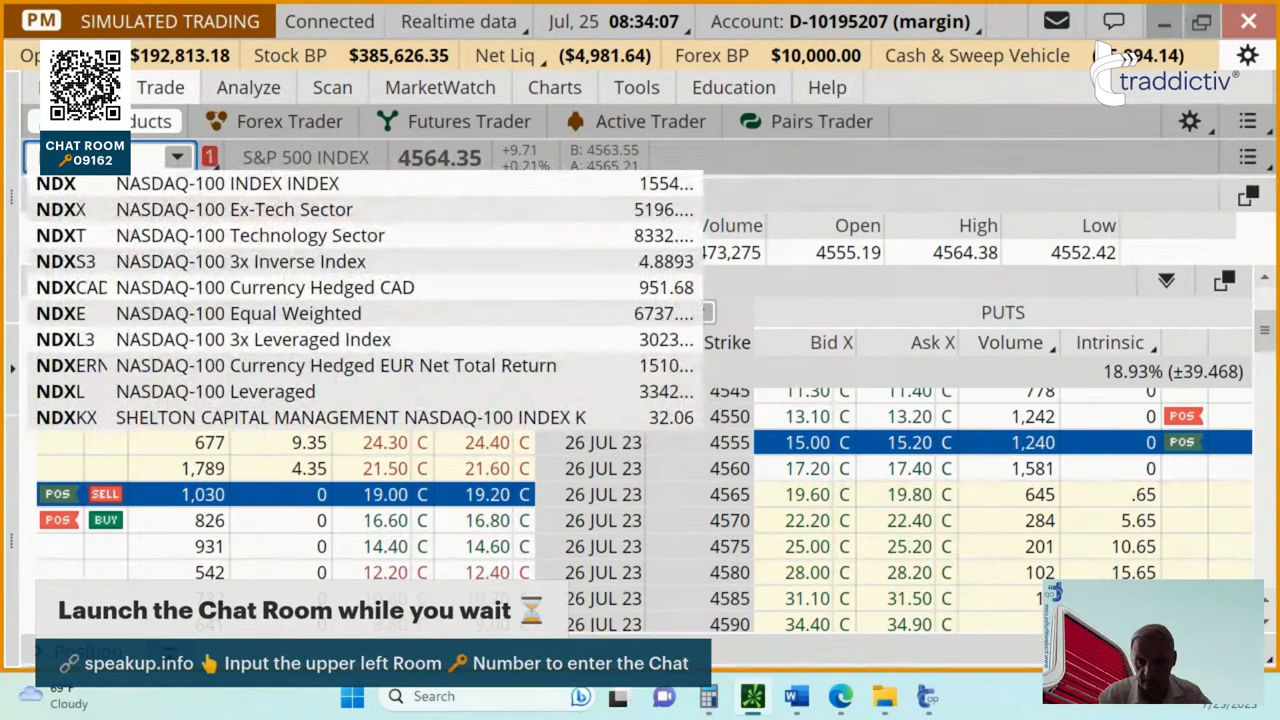 PM SIMULATED TRADING Connected Realtime data Jul, 25 08:34:07 Account: D-10195207 (margin)
$192,813.18 Stock BP $385,626.35 Net Liq ($4,981.64) Forex BP $10,000.00 Cash & Sweep Vehicle
traddictiv®
Trade Analyze Scan MarketWatch Charts Tools Education Help
Forex Trader Futures Trader Active Trader Pairs Trader
CHAT ROOM
09162
1 S&P 500 INDEX 4564.35 +9.71 B: 4563.55
+0.21% A: 4565.21
NDX NASDAQ-100 INDEX INDEX 1554...
NDXX NASDAQ-100 Ex-Tech Sector 5196....
NDXT NASDAQ-100 Technology Sector 8332....
NDXS3 NASDAQ-100 3x Inverse Index 4.8893
NDXCAD NASDAQ-100 Currency Hedged CAD 951.68
NDXE NASDAQ-100 Equal Weighted 6737....
NDXL3 NASDAQ-100 3x Leveraged Index 3023...
NDXERN NASDAQ-100 Currency Hedged EUR Net Total Return 1510...
NDXL NASDAQ-100 Leveraged 3342...
NDXKX SHELTON CAPITAL MANAGEMENT NASDAQ-100 INDEX K 32.06
Volume Open High Low
473,275 4555.19 4564.38 4552.42
PUTS
Strike Bid X Ask X Volume Intrinsic
18.93% (±39.468)
4545 11.30 C 11.40 C 778 0
4550 13.10 C 13.20 C 1,242 0 POS
677 9.35 24.30 C 24.40 C 26 JUL 23 4555 15.00 C 15.20 C 1,240 0 POS
1,789 4.35 21.50 C 21.60 C 26 JUL 23 4560 17.20 C 17.40 C 1,581 0
POS SELL 1,030 0 19.00 C 19.20 C 26 JUL 23 4565 19.60 C 19.80 C 645 .65
POS BUY 826 0 16.60 C 16.80 C 26 JUL 23 4570 22.20 C 22.40 C 284 5.65
931 0 14.40 C 14.60 C 26 JUL 23 4575 25.00 C 25.20 C 201 10.65
542 0 12.20 C 12.40 C 26 JUL 23 4580 28.00 C 28.20 C 102 15.65
26 JUL 23 4585 31.10 C 31.50 C
26 JUL 23 4590 34.40 C 34.90 C
Launch the Chat Room while you wait
speakup.info Input the upper left Room Number to enter the Chat
69°F
Cloudy
Search
7/25/2023